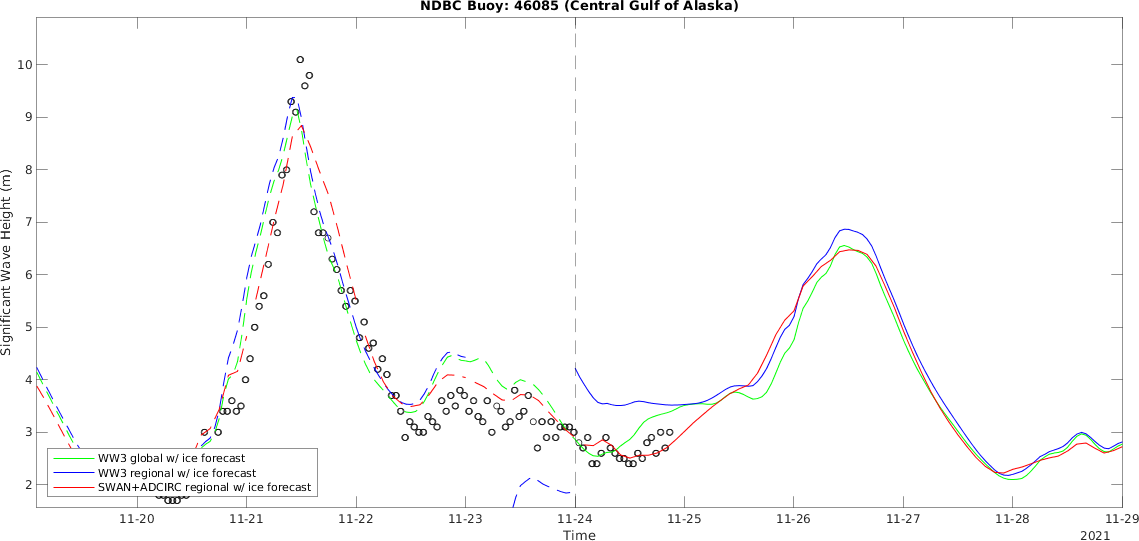 NDBC Buoy: 46085 (Central Gulf of Alaska)
Significant Wave Height (m)
10
9
8
7
6
5
4
3
2
WW3 global w/ ice forecast
WW3 regional w/ ice forecast
SWAN+ADCIRC regional w/ ice forecast
11-20 11-21 11-22 11-23 11-24 11-25 11-26 11-27 11-28 11-29
Time
2021